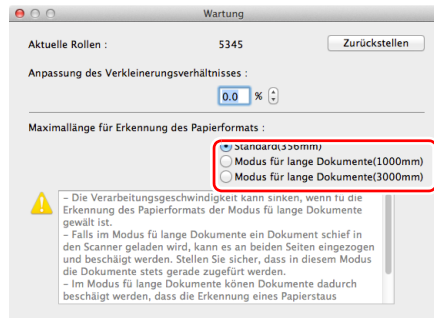 Wartung
Aktuelle Rollen : 5345 Zurückstellen
Anpassung des Verkleinerungsverhältnisses :
0.0 %
Maximallänge für Erkennung des Papierformats :
Standard(356mm)
Modus für lange Dokumente(1000mm)
Modus für lange Dokumente(3000mm)
– Die Verarbeitungsgeschwindigkeit kann sinken, wenn fü die
Erkennung des Papierformats der Modus fü lange Dokumente
gewält ist.
– Falls im Modus fü lange Dokumente ein Dokument schief in
den Scanner geladen wird, kann es an beiden Seiten eingezogen
und beschäigt werden. Stellen Sie sicher, dass in diesem Modus
die Dokumente stets gerade zugefürt werden.
– Im Modus fü lange Dokumente könen Dokumente dadurch
beschäigt werden, dass die Erkennung eines Papierstaus